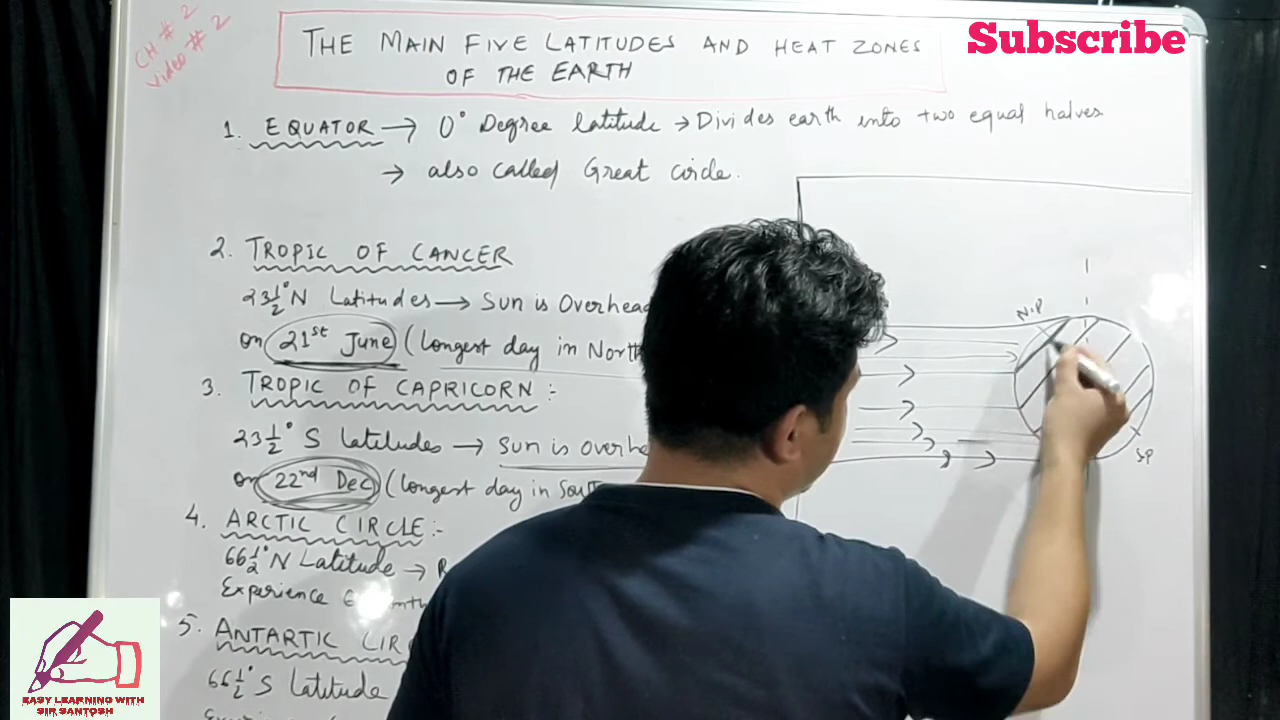 CH # 2
Video # 2
THE MAIN FIVE LATITUDES AND HEAT ZONES
OF THE EARTH
Subscribe
1. EQUATOR → 0° Degree latitude → Divides earth into two equal halves
→ also called Great circle.
2. TROPIC OF CANCER
23½° N Latitudes → Sun is Overhea
on 21st June (longest day in Nort
3. TROPIC OF CAPRICORN :-
23½° S latitudes → Sun is overhe
on 22nd Dec (longest day in Sout
4. ARCTIC CIRCLE :-
66½° N Latitude → R
Experience
5. ANTARTIC CIRC
66½° S Latitude
N.P
S.P
EASY LEARNING WITH
SIR SANTOSH